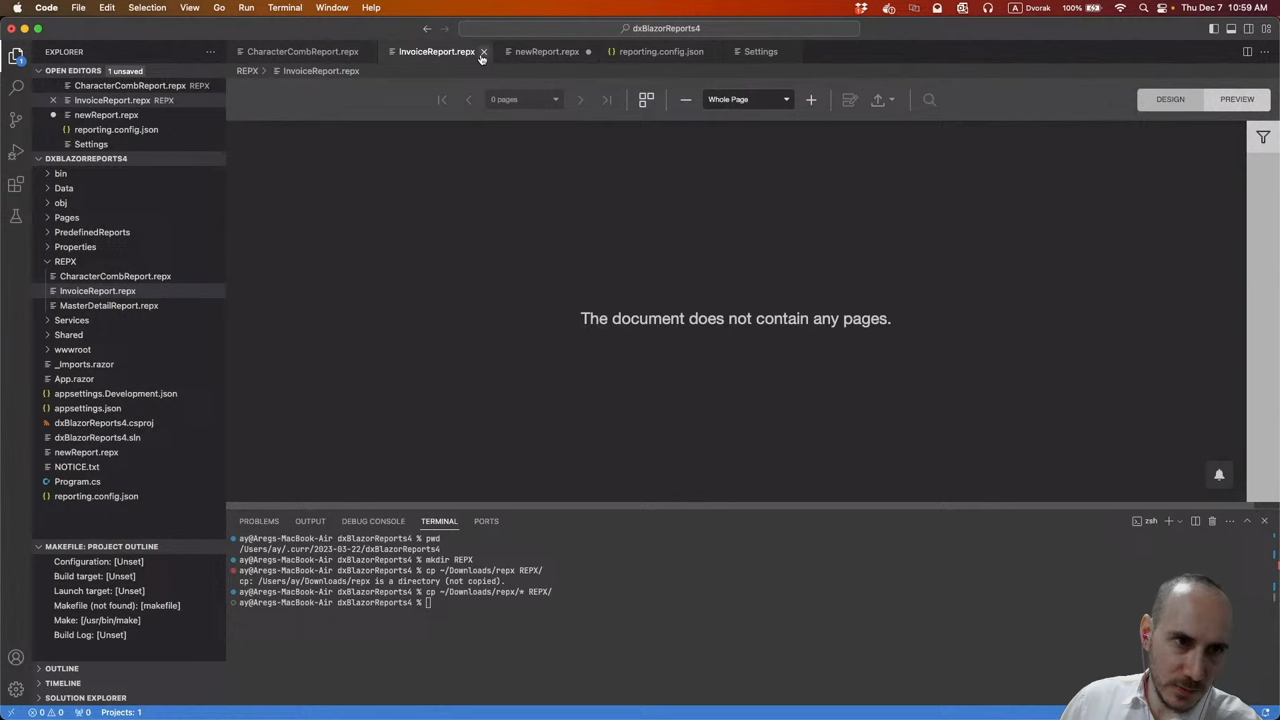 Code File Edit Selection View Go Run Terminal Window Help
Dvorak 100% Thu Dec 7 10:59 AM
dxBlazorReports4
EXPLORER
CharacterCombReport.repx InvoiceReport.repx newReport.repx reporting.config.json Settings
OPEN EDITORS 1 unsaved
REPX > InvoiceReport.repx
CharacterCombReport.repx REPX
InvoiceReport.repx REPX
newReport.repx
reporting.config.json
Settings
0 pages Whole Page DESIGN PREVIEW
DXBLAZORREPORTS4
bin
Data
obj
Pages
PredefinedReports
Properties
REPX
CharacterCombReport.repx
InvoiceReport.repx
MasterDetailReport.repx
Services
Shared
wwwroot
_Imports.razor
App.razor
appsettings.Development.json
appsettings.json
dxBlazorReports4.csproj
dxBlazorReports4.sln
newReport.repx
NOTICE.txt
Program.cs
reporting.config.json
The document does not contain any pages.
MAKEFILE: PROJECT OUTLINE
Configuration: [Unset]
Build target: [Unset]
Launch target: [Unset]
Makefile (not found): [makefile]
Make: [/usr/bin/make]
Build Log: [Unset]
OUTLINE
TIMELINE
SOLUTION EXPLORER
PROBLEMS OUTPUT DEBUG CONSOLE TERMINAL PORTS
zsh
ay@Aregs-MacBook-Air dxBlazorReports4 % pwd
/Users/ay/.curr/2023-03-22/dxBlazorReports4
ay@Aregs-MacBook-Air dxBlazorReports4 % mkdir REPX
ay@Aregs-MacBook-Air dxBlazorReports4 % cp ~/Downloads/repx REPX/
cp: /Users/ay/Downloads/repx is a directory (not copied).
ay@Aregs-MacBook-Air dxBlazorReports4 % cp ~/Downloads/repx/* REPX/
ay@Aregs-MacBook-Air dxBlazorReports4 %
0 0 0 Projects: 1